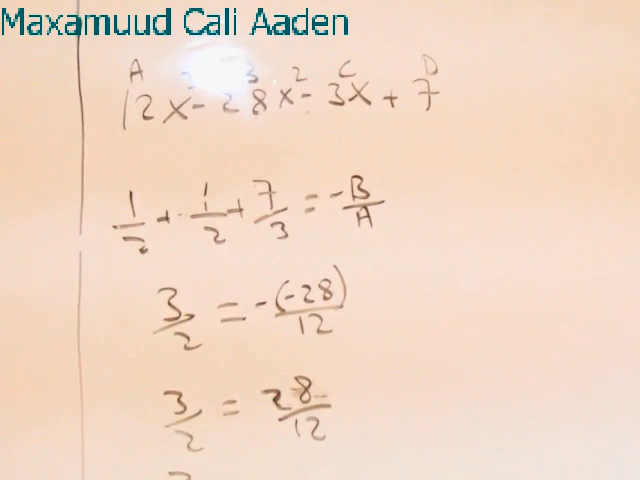 Maxamuud Cali Aaden
A B C D
12x³-28x²-3x+7
1/2 + -1/2 + 7/3 = -B/A
3/2 = -(-28)/12
3/2 = 28/12